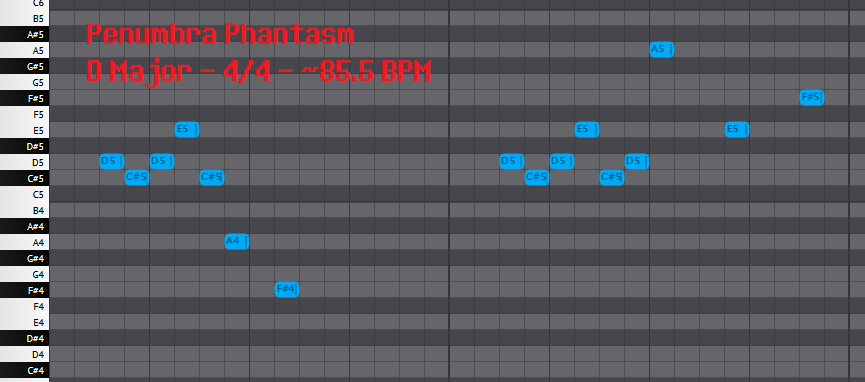 C6
B5
A#5
A5
G#5
G5
F#5
F5
E5
D#5
D5
C#5
C5
B4
A#4
A4
G#4
G4
F#4
F4
E4
D#4
D4
C#4
Penumbra Phantasm
D Major - 4/4 - ~85.5 BPM
A5
F#5
E5 E5 E5
D5 D5 D5 D5 D5
C#5 C#5 C#5 C#5
A4
F#4